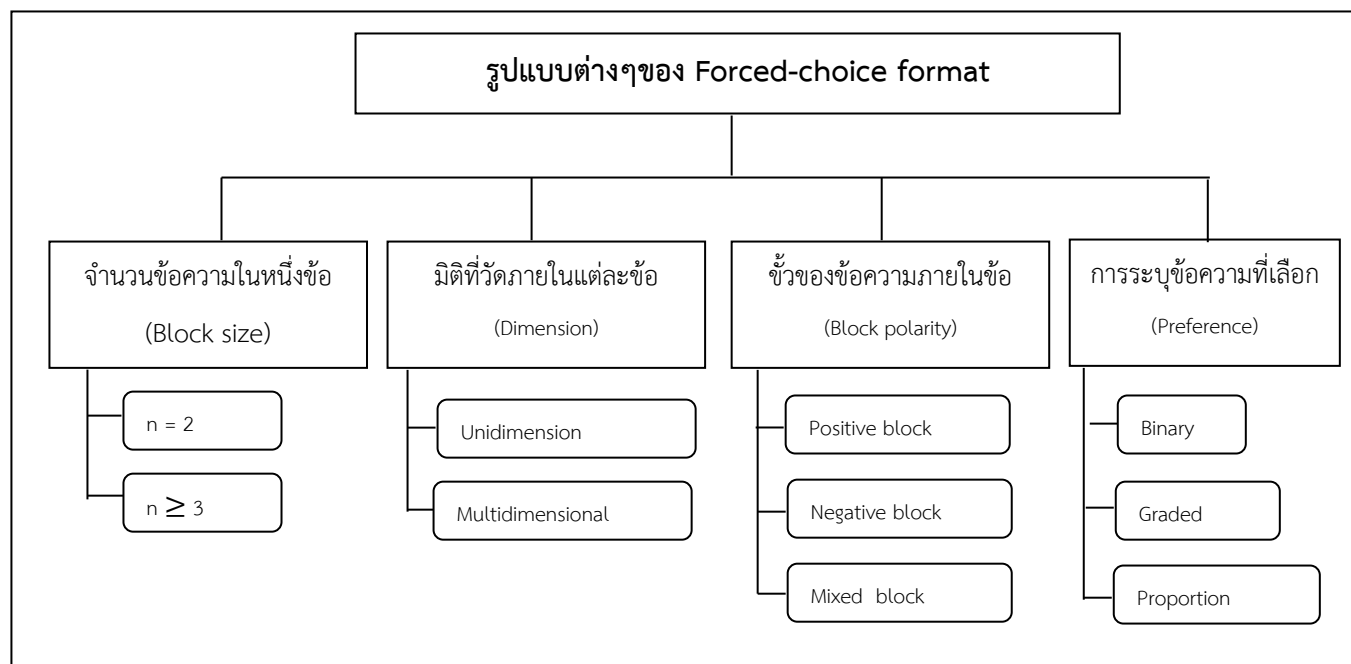 รูปแบบต่างๆของ Forced-choice format
จำนวนข้อความในหนึ่งข้อ
(Block size)
n = 2
n ≥ 3
มิติที่วัดภายในแต่ละข้อ
(Dimension)
Unidimension
Multidimensional
ขั้วของข้อความภายในข้อ
(Block polarity)
Positive block
Negative block
Mixed block
การระบุข้อความที่เลือก
(Preference)
Binary
Graded
Proportion